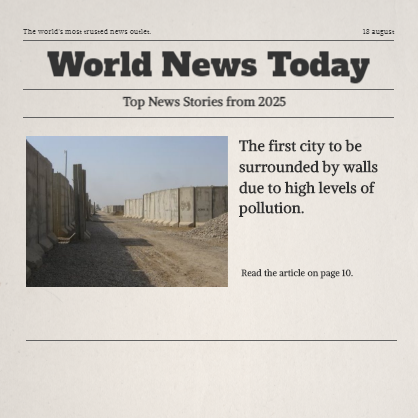 The world's most trusted news outlet.
18 august
World News Today
Top News Stories from 2025
The first city to be
surrounded by walls
due to high levels of
pollution.
Read the article on page 10.